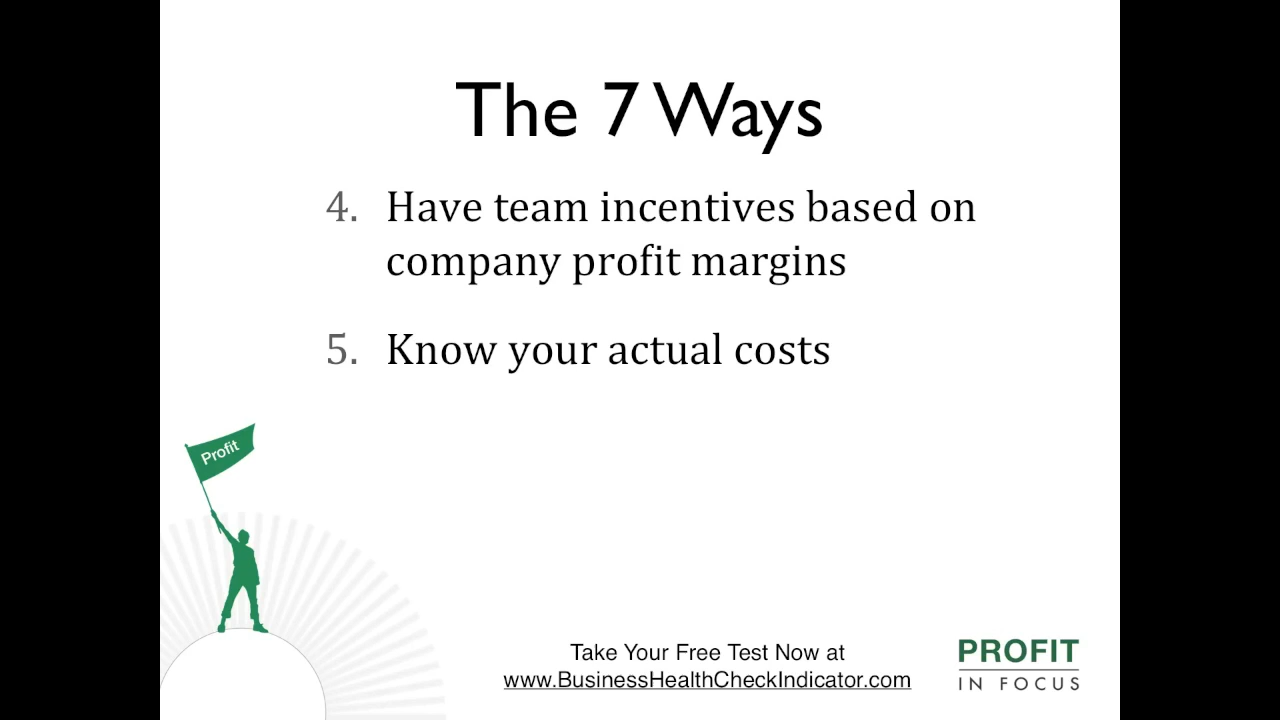 The 7 Ways
4. Have team incentives based on
company profit margins
5. Know your actual costs
Profit
Take Your Free Test Now at
www.BusinessHealthCheckIndicator.com
PROFIT
IN FOCUS